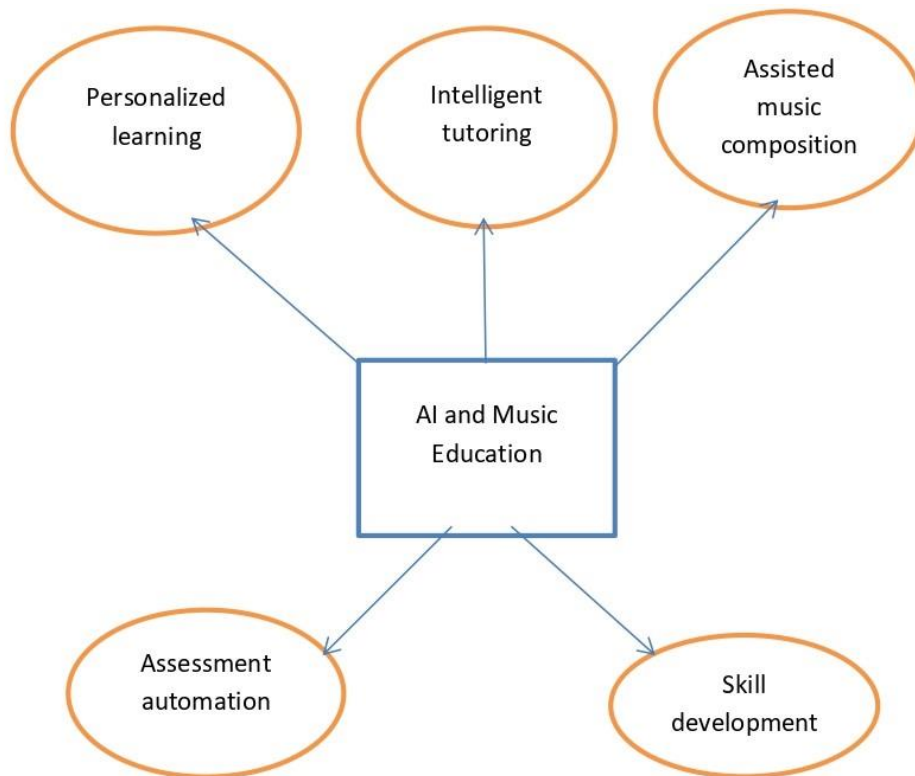 Personalized
learning
Intelligent
tutoring
Assisted
music
composition
AI and Music
Education
Assessment
automation
Skill
development